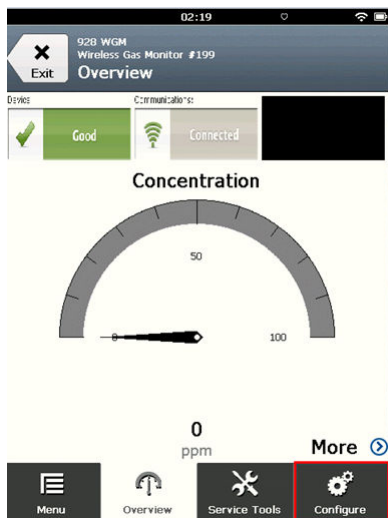 02:19
928 WGM
Wireless Gas Monitor #199
Exit
Overview
Device
Communications:
Good
Connected
Concentration
50
0
100
0
ppm
More
Menu
Overview
Service Tools
Configure